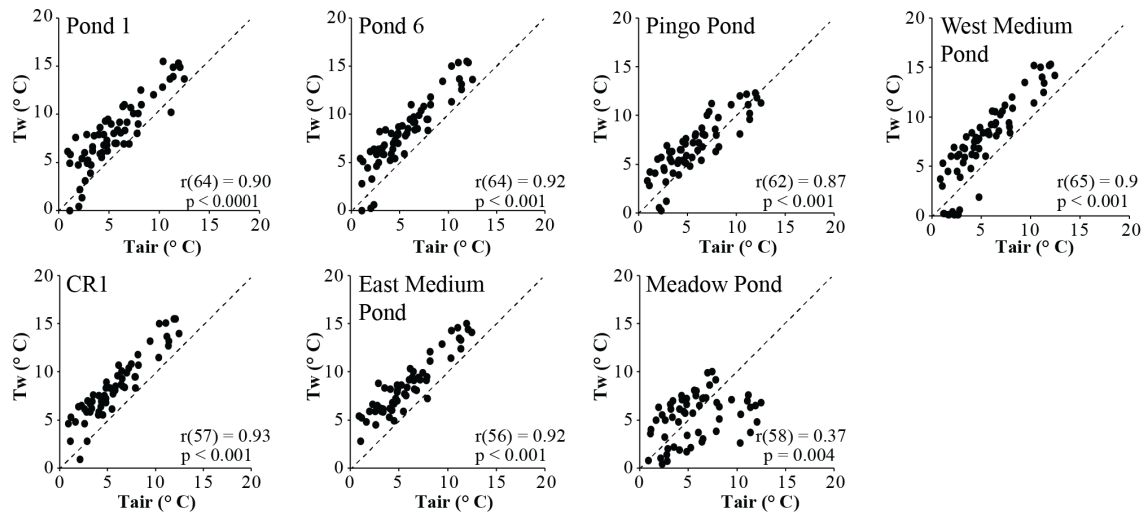 Pond 1
20
15
10
5
0
Tw (° C)
r(64) = 0.90
p < 0.0001
0 5 10 15 20
Tair (° C)
Pond 6
20
15
10
5
0
Tw (° C)
r(64) = 0.92
p < 0.001
0 5 10 15 20
Tair (° C)
Pingo Pond
20
15
10
5
0
Tw (° C)
r(62) = 0.87
p < 0.001
0 5 10 15 20
Tair (° C)
West Medium
Pond
20
15
10
5
0
Tw (° C)
r(65) = 0.9
p < 0.001
0 5 10 15 20
Tair (° C)
CR1
20
15
10
5
0
Tw (° C)
r(57) = 0.93
p < 0.001
0 5 10 15 20
Tair (° C)
East Medium
Pond
20
15
10
5
0
Tw (° C)
r(56) = 0.92
p < 0.001
0 5 10 15 20
Tair (° C)
Meadow Pond
20
15
10
5
0
Tw (° C)
r(58) = 0.37
p = 0.004
0 5 10 15 20
Tair (° C)